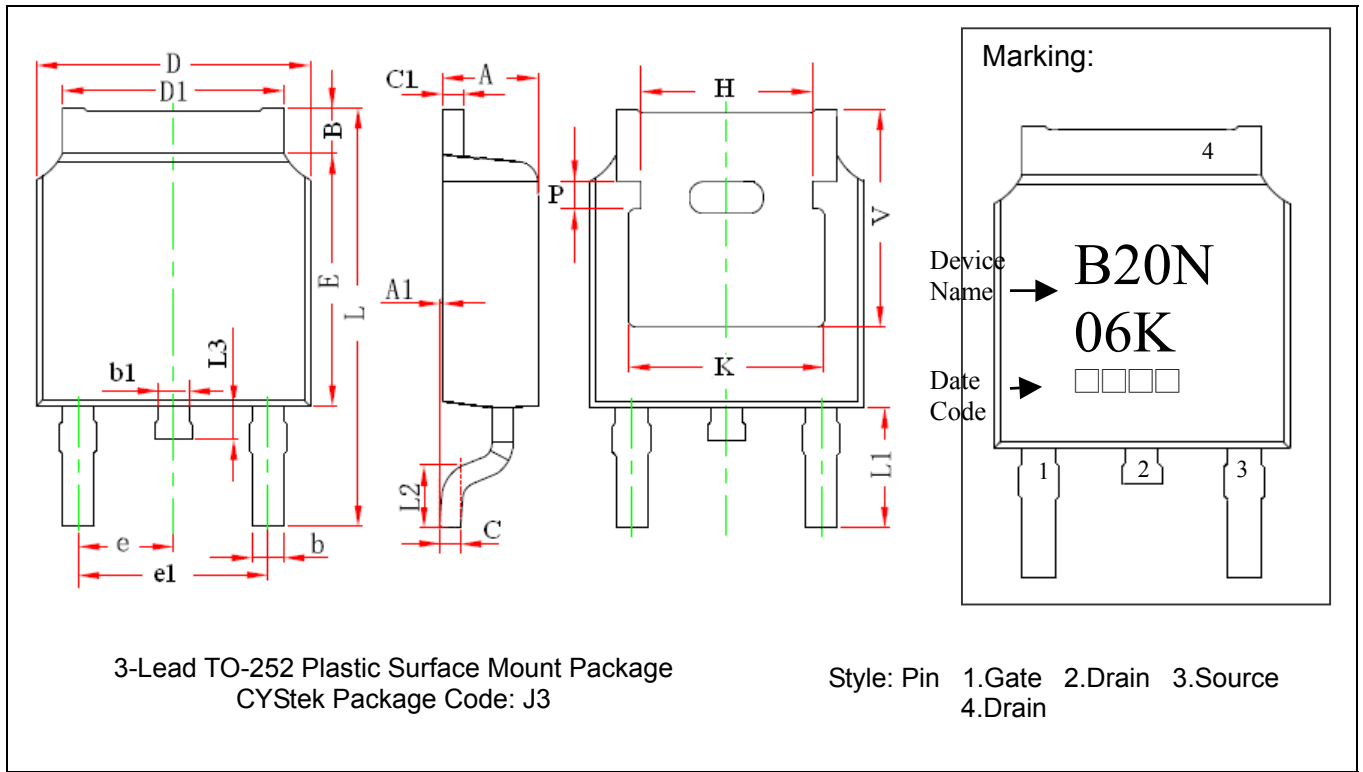 D
D1
B
E
L
L3
b1
e
e1
b
C1
A
A1
L2
C
H
P
V
K
L1
Marking:
4
Device
Name
B20N
06K
Date
Code
□□□□
1
2
3
3-Lead TO-252 Plastic Surface Mount Package
CYStek Package Code: J3
Style: Pin 1.Gate 2.Drain 3.Source
4.Drain